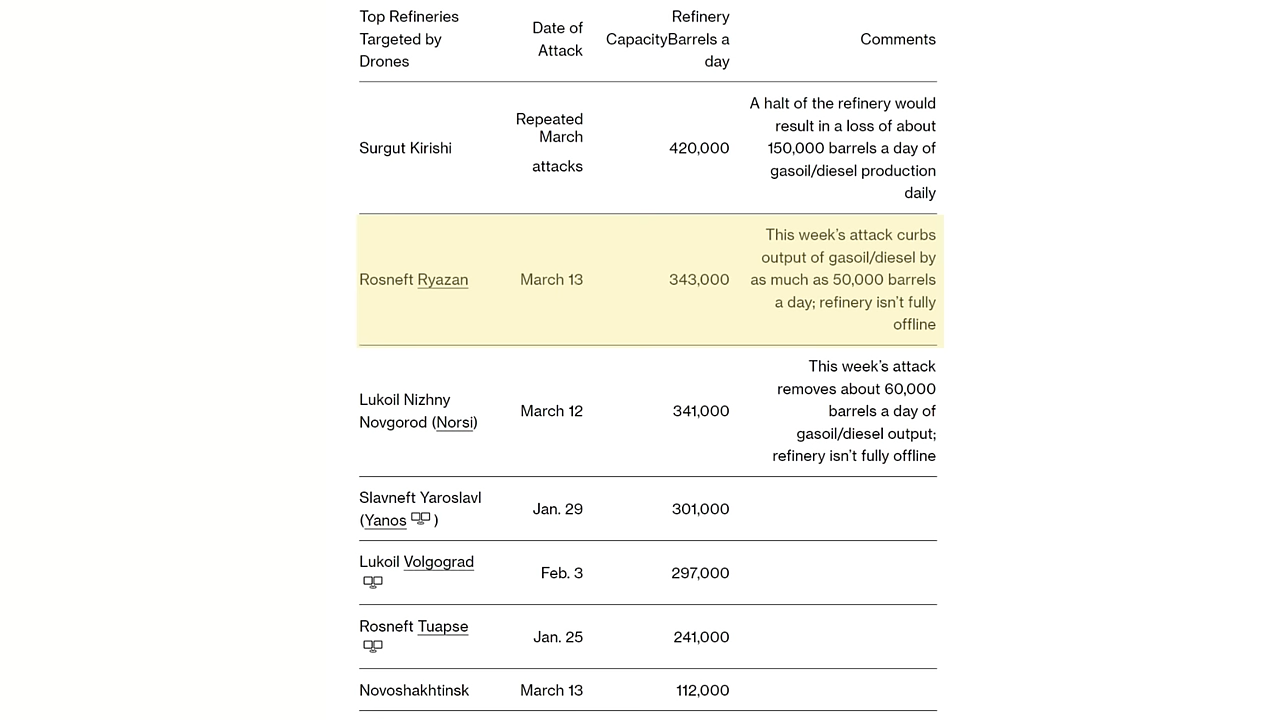 Top Refineries
Targeted by
Drones
Date of
Attack
Refinery
CapacityBarrels a
day
Comments
Surgut Kirishi
Repeated
March
attacks
420,000
A halt of the refinery would
result in a loss of about
150,000 barrels a day of
gasoil/diesel production
daily
Rosneft Ryazan
March 13
343,000
This week’s attack curbs
output of gasoil/diesel by
as much as 50,000 barrels
a day; refinery isn’t fully
offline
Lukoil Nizhny
Novgorod (Norsi)
March 12
341,000
This week’s attack
removes about 60,000
barrels a day of
gasoil/diesel output;
refinery isn’t fully offline
Slavneft Yaroslavl
(Yanos )
Jan. 29
301,000
Lukoil Volgograd
Feb. 3
297,000
Rosneft Tuapse
Jan. 25
241,000
Novoshakhtinsk
March 13
112,000